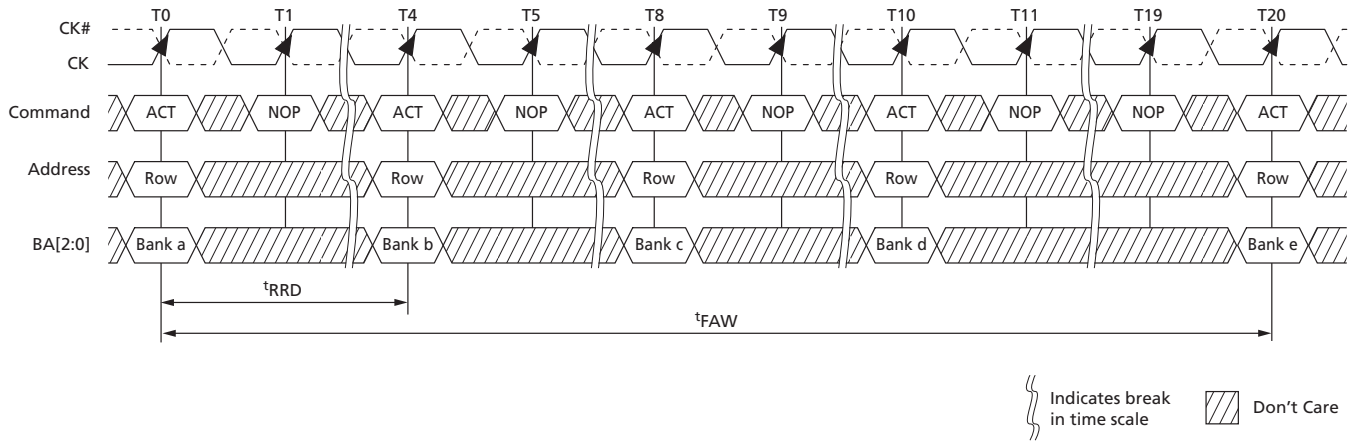 T0 T1 T4 T5 T8 T9 T10 T11 T19 T20
CK#
CK
Command ACT NOP ACT NOP ACT NOP ACT NOP NOP ACT
Address Row Row Row Row Row
BA[2:0] Bank a Bank b Bank c Bank d Bank e
tRRD
tFAW
Indicates break
in time scale
Don't Care